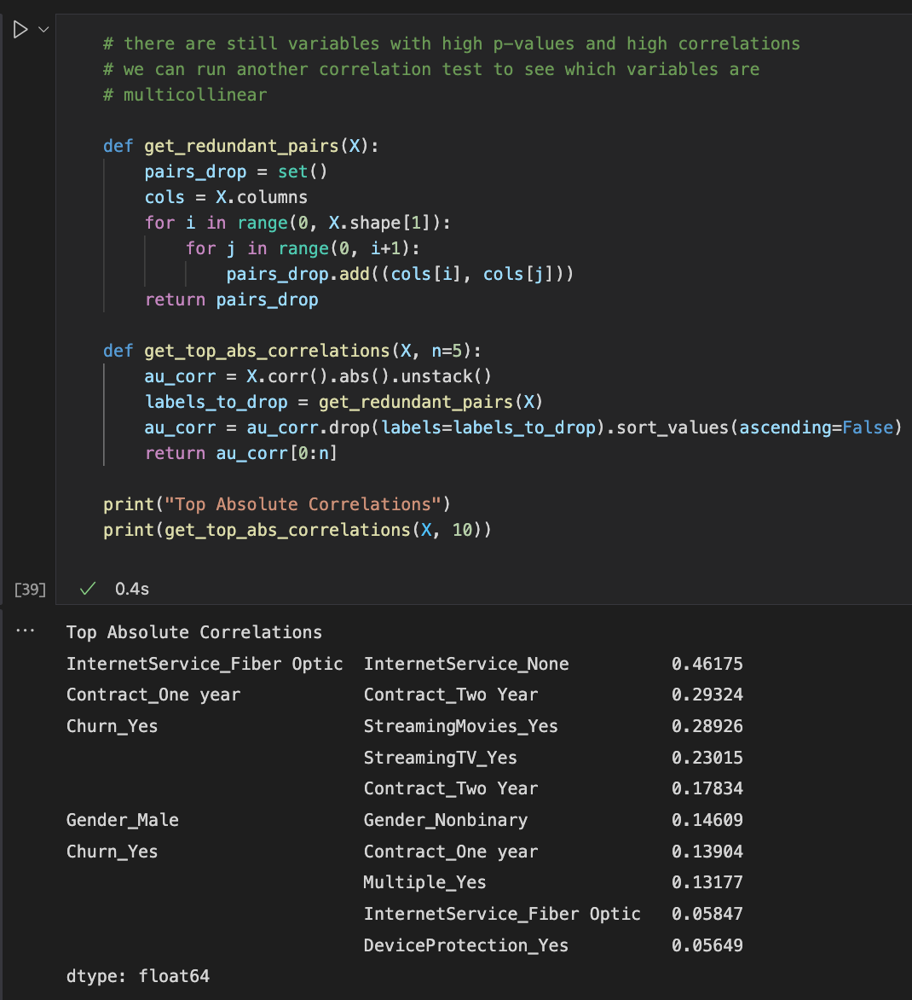 # there are still variables with high p-values and high correlations
# we can run another correlation test to see which variables are
# multicollinear
def get_redundant_pairs(X):
    pairs_drop = set()
    cols = X.columns
    for i in range(0, X.shape[1]):
        for j in range(0, i+1):
            pairs_drop.add((cols[i], cols[j]))
    return pairs_drop
def get_top_abs_correlations(X, n=5):
    au_corr = X.corr().abs().unstack()
    labels_to_drop = get_redundant_pairs(X)
    au_corr = au_corr.drop(labels=labels_to_drop).sort_values(ascending=False)
    return au_corr[0:n]
print("Top Absolute Correlations")
print(get_top_abs_correlations(X, 10))
[39] 0.4s
Top Absolute Correlations
InternetService_Fiber Optic  InternetService_None           0.46175
Contract_One year            Contract_Two Year              0.29324
Churn_Yes                    StreamingMovies_Yes            0.28926
                             StreamingTV_Yes                0.23015
                             Contract_Two Year              0.17834
Gender_Male                  Gender_Nonbinary               0.14609
Churn_Yes                    Contract_One year              0.13904
                             Multiple_Yes                   0.13177
                             InternetService_Fiber Optic    0.05847
                             DeviceProtection_Yes           0.05649
dtype: float64